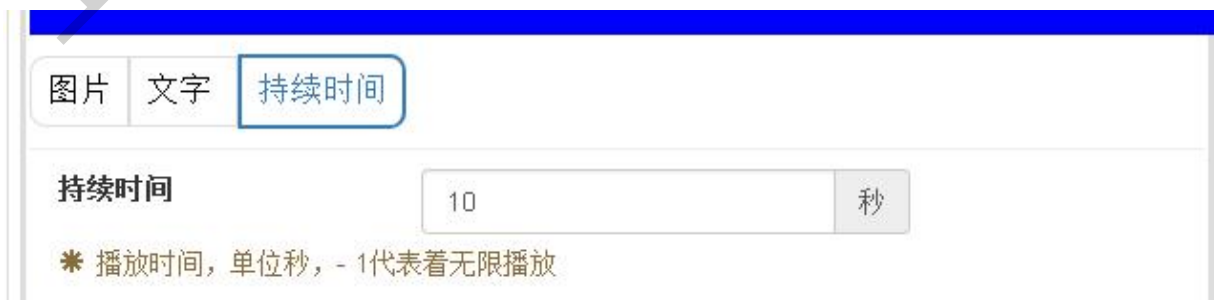 图片 文字 持续时间
持续时间 10 秒
✱ 播放时间，单位秒，- 1代表着无限播放